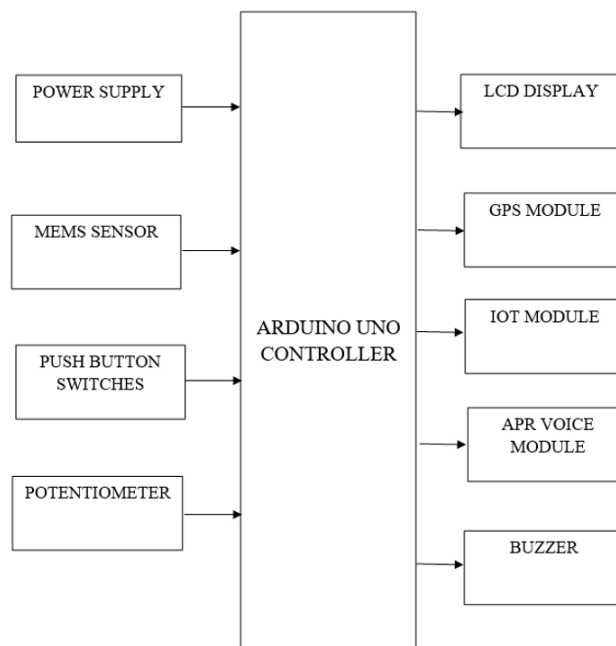 POWER SUPPLY
MEMS SENSOR
PUSH BUTTON
SWITCHES
POTENTIOMETER
ARDUINO UNO
CONTROLLER
LCD DISPLAY
GPS MODULE
IOT MODULE
APR VOICE
MODULE
BUZZER